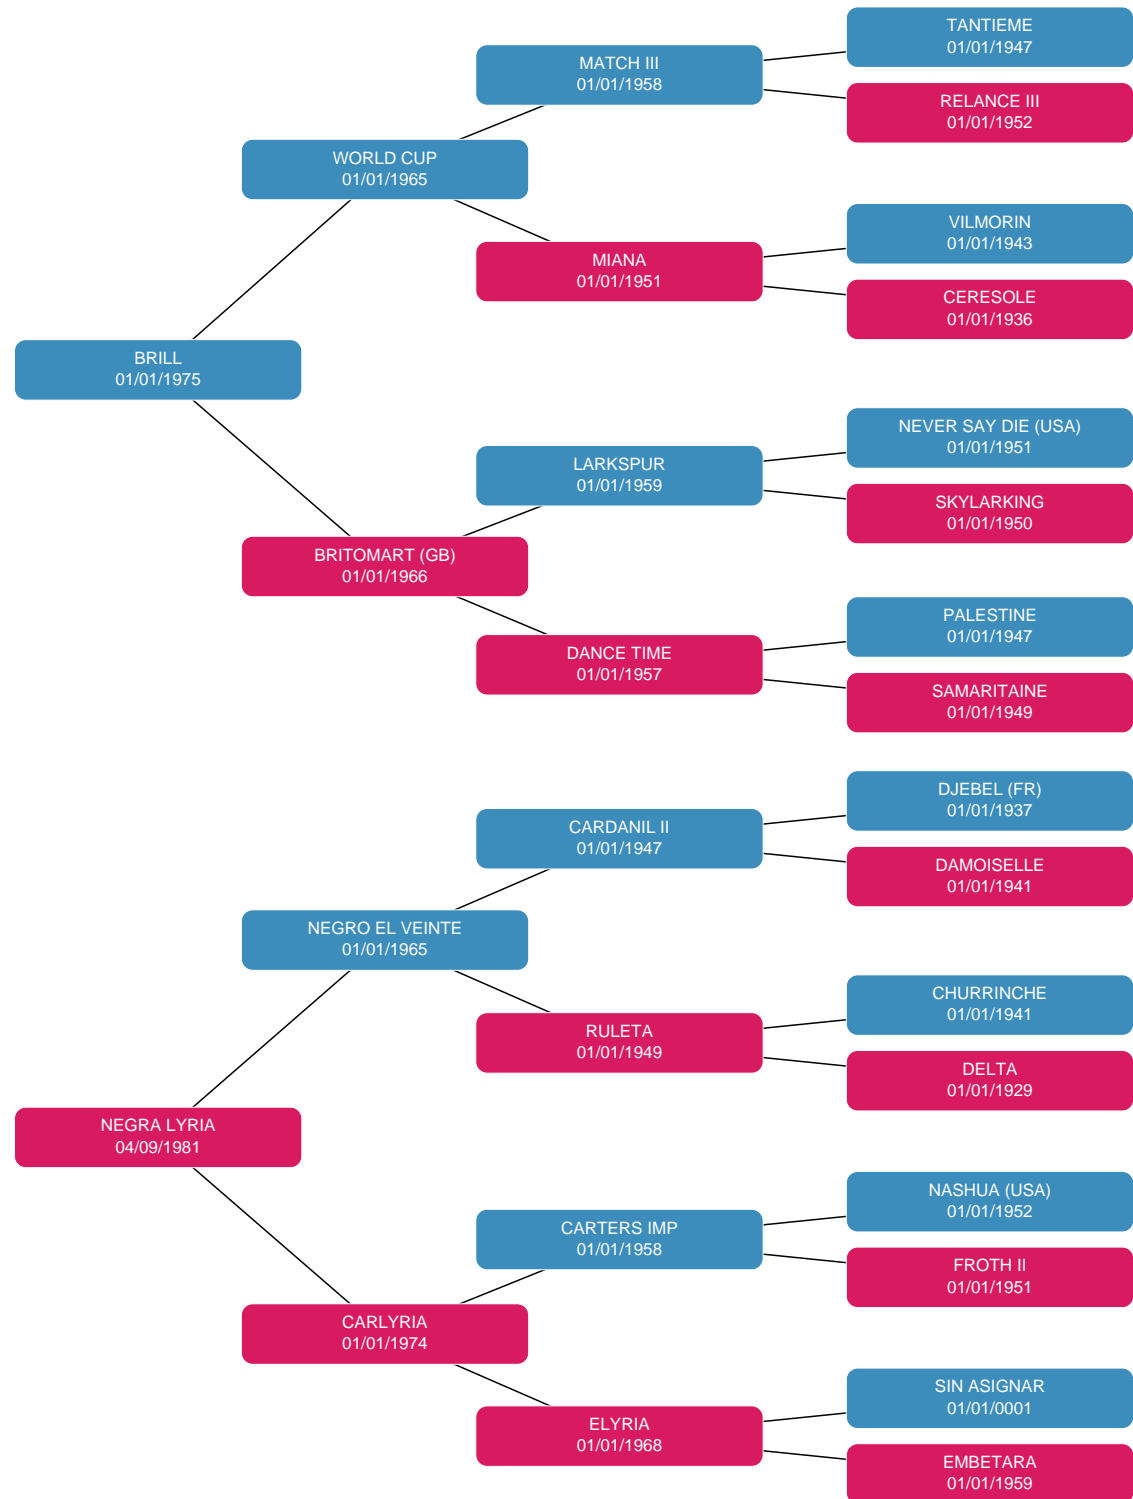 TANTIEME
01/01/1947
MATCH III
01/01/1958
RELANCE III
01/01/1952
WORLD CUP
01/01/1965
VILMORIN
01/01/1943
MIANA
01/01/1951
CERESOLE
01/01/1936
BRILL
01/01/1975
NEVER SAY DIE (USA)
01/01/1951
LARKSPUR
01/01/1959
SKYLARKING
01/01/1950
BRITOMART (GB)
01/01/1966
PALESTINE
01/01/1947
DANCE TIME
01/01/1957
SAMARITAINE
01/01/1949
DJEBEL (FR)
01/01/1937
CARDANIL II
01/01/1947
DAMOISELLE
01/01/1941
NEGRO EL VEINTE
01/01/1965
CHURRINCHE
01/01/1941
RULETA
01/01/1949
DELTA
01/01/1929
NEGRA LYRIA
04/09/1981
NASHUA (USA)
01/01/1952
CARTERS IMP
01/01/1958
FROTH II
01/01/1951
CARLYRIA
01/01/1974
SIN ASIGNAR
01/01/0001
ELYRIA
01/01/1968
EMBETARA
01/01/1959